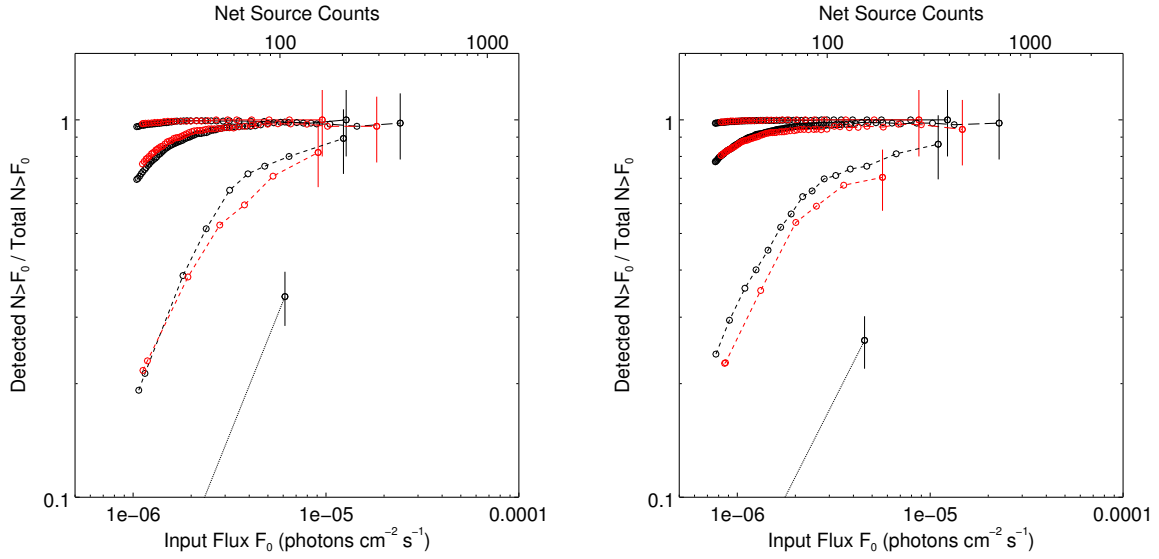 Net Source Counts
100 1000
Detected N>F₀ / Total N>F₀
1
0.1
1e−06 1e−05 0.0001
Input Flux F₀ (photons cm⁻² s⁻¹)
Net Source Counts
100 1000
Detected N>F₀ / Total N>F₀
1
0.1
1e−06 1e−05 0.0001
Input Flux F₀ (photons cm⁻² s⁻¹)